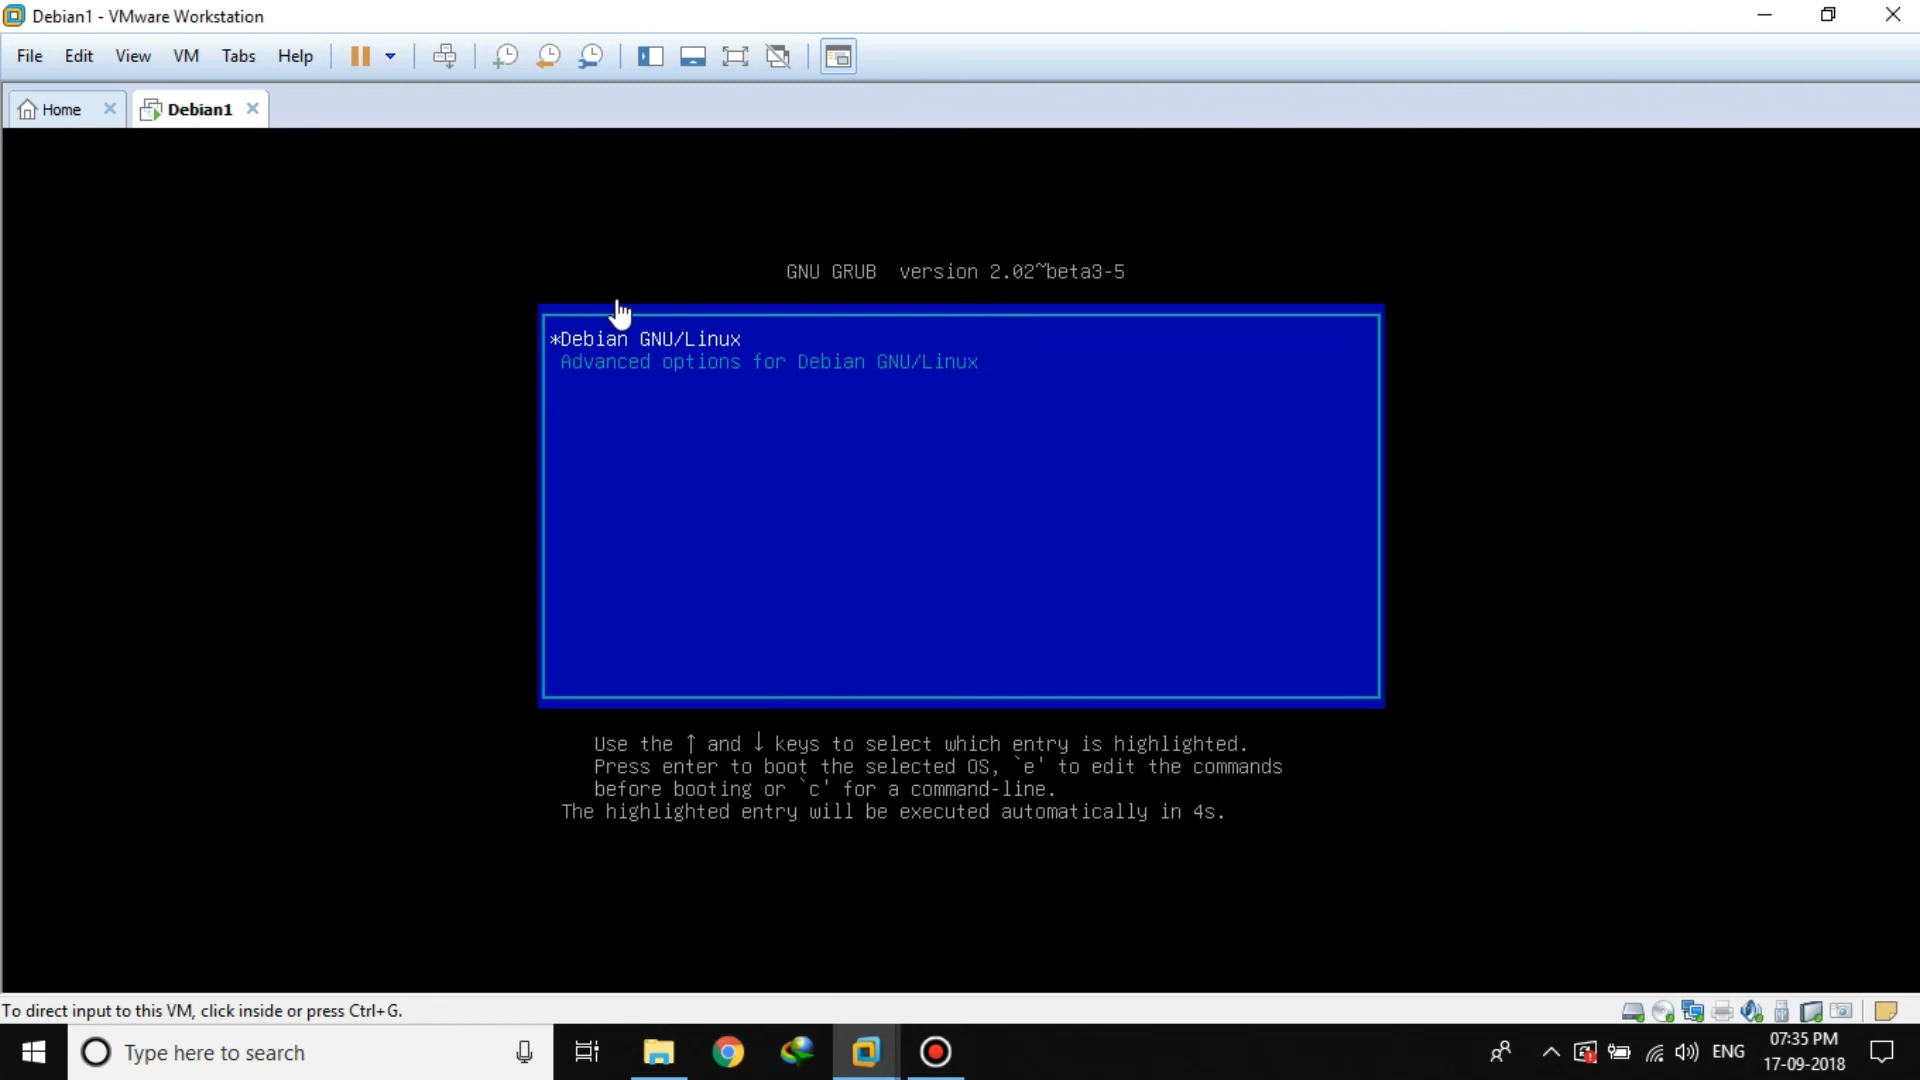 Debian1 - VMware Workstation
File Edit View VM Tabs Help
Home Debian1
GNU GRUB version 2.02~beta3-5
*Debian GNU/Linux
Advanced options for Debian GNU/Linux
Use the ↑ and ↓ keys to select which entry is highlighted.
Press enter to boot the selected OS, `e' to edit the commands
before booting or `c' for a command-line.
The highlighted entry will be executed automatically in 4s.
To direct input to this VM, click inside or press Ctrl+G.
Type here to search
ENG
07:35 PM
17-09-2018